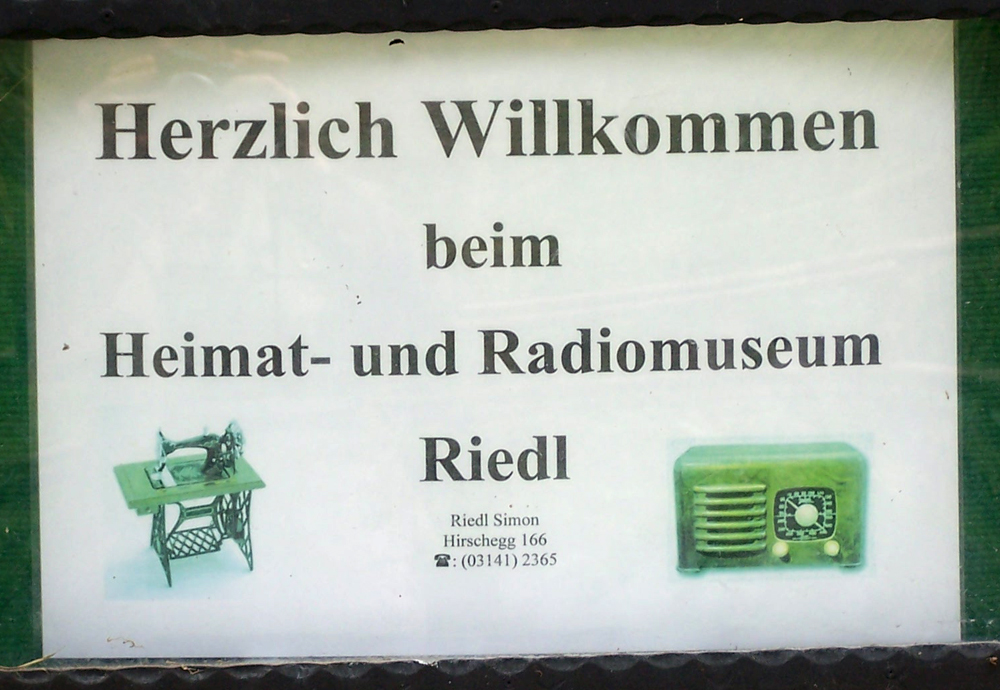 Herzlich Willkommen
beim
Heimat- und Radiomuseum
Riedl
Riedl Simon
Hirschegg 166
☎: (03141) 2365